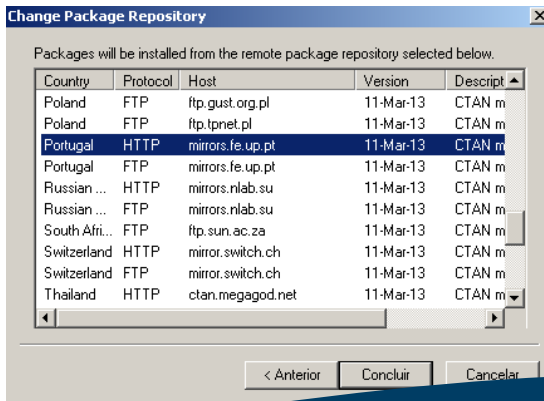 Change Package Repository
Packages will be installed from the remote package repository selected below.
Country Protocol Host Version Descript
Poland FTP ftp.gust.org.pl 11-Mar-13 CTAN m
Poland FTP ftp.tpnet.pl 11-Mar-13 CTAN m
Portugal HTTP mirrors.fe.up.pt 11-Mar-13 CTAN m
Portugal FTP mirrors.fe.up.pt 11-Mar-13 CTAN m
Russian ... HTTP mirrors.nlab.su 11-Mar-13 CTAN m
Russian ... FTP mirrors.nlab.su 11-Mar-13 CTAN m
South Afri... FTP ftp.sun.ac.za 11-Mar-13 CTAN m
Switzerland HTTP mirror.switch.ch 11-Mar-13 CTAN m
Switzerland FTP mirror.switch.ch 11-Mar-13 CTAN m
Thailand HTTP ctan.megagod.net 11-Mar-13 CTAN m
< Anterior Concluir Cancelar